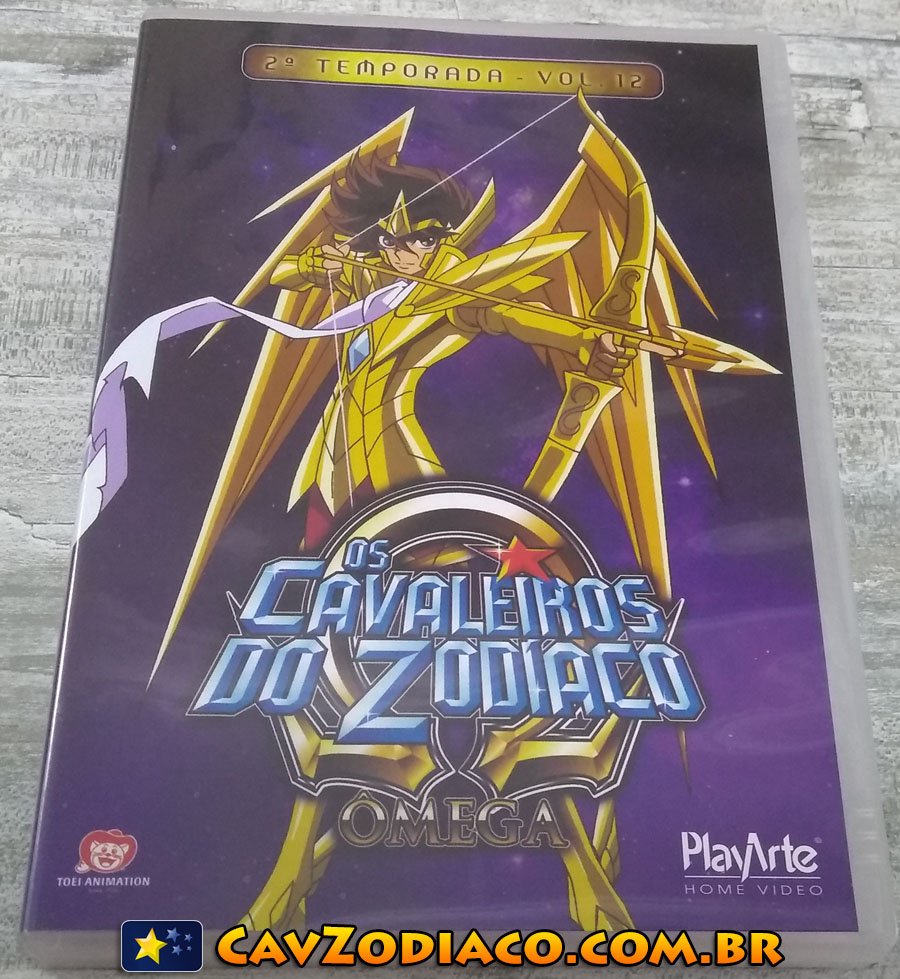 2ª TEMPORADA - VOL. 12
OS
CAVALEIROS
DO ZODIACO
ÔMEGA
TOEI ANIMATION
PlayArte
HOME VIDEO
CAVZODIACO.COM.BR